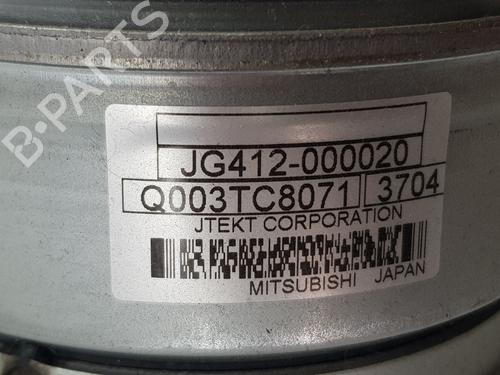 B-PARTS
JG412-000020
Q003TC8071 3704
JTEKT CORPORATION
MITSUBISHI JAPAN